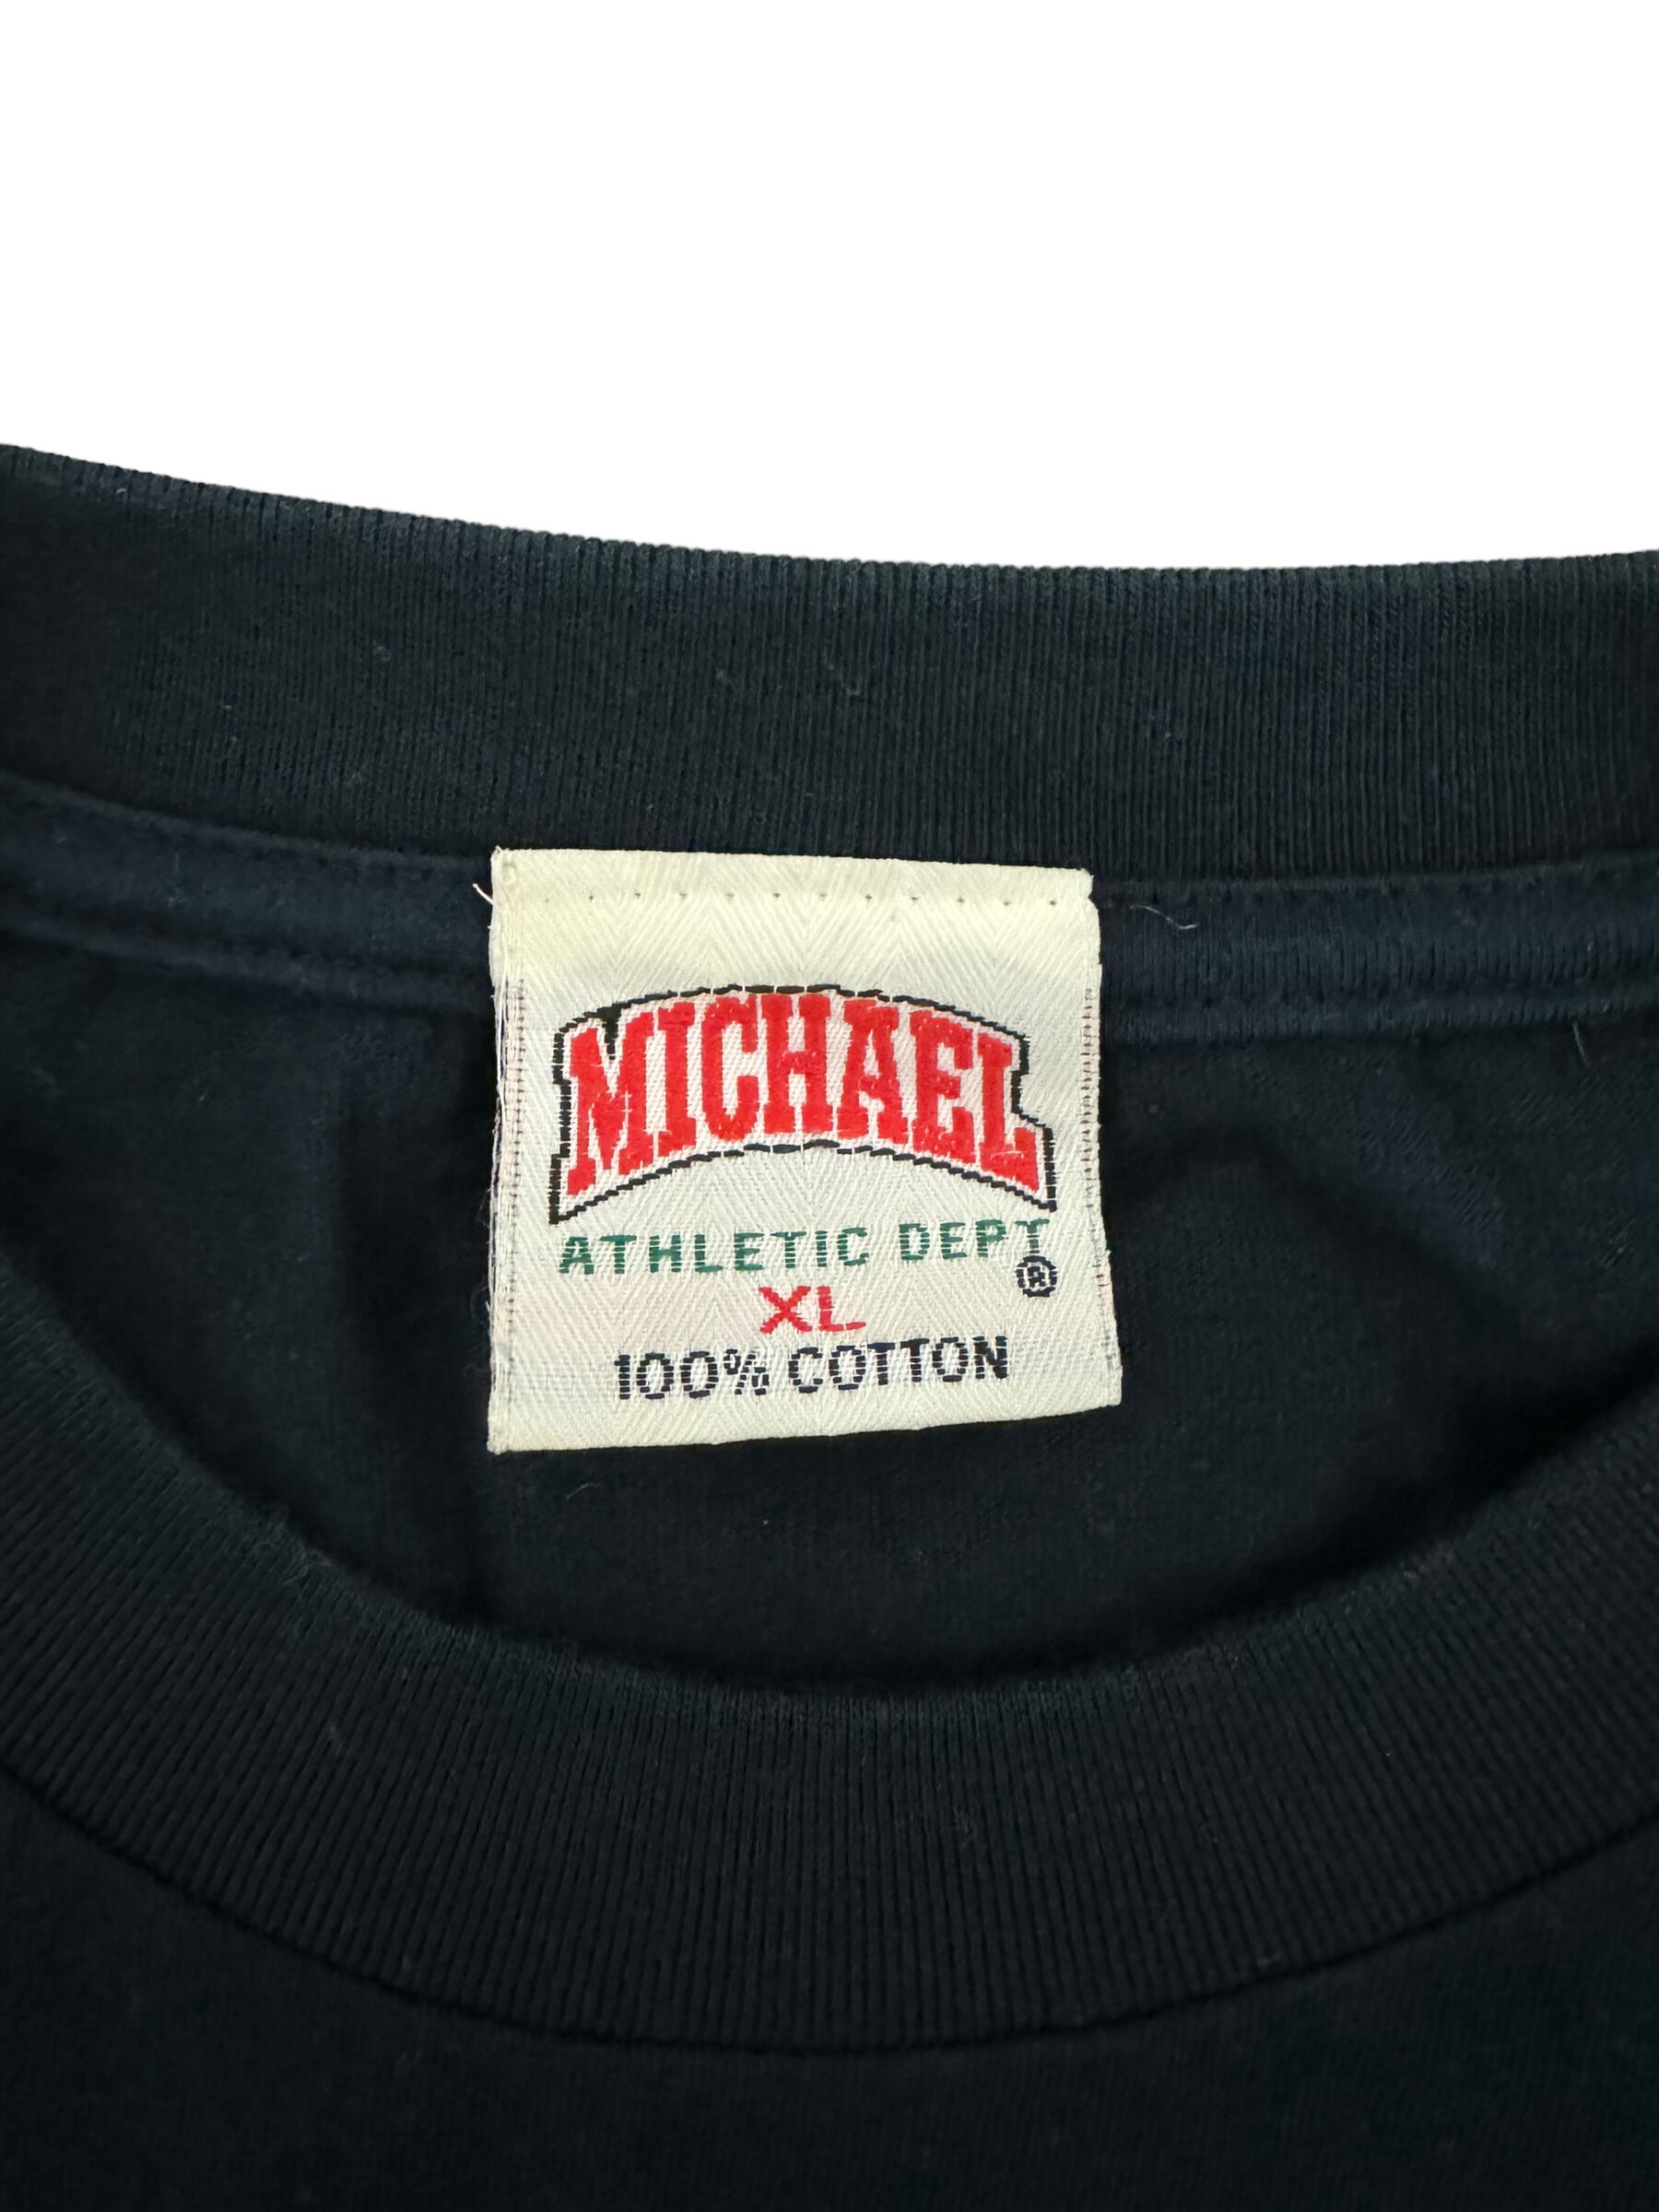 MICHAEL
ATHLETIC DEPT
®
XL
100% COTTON